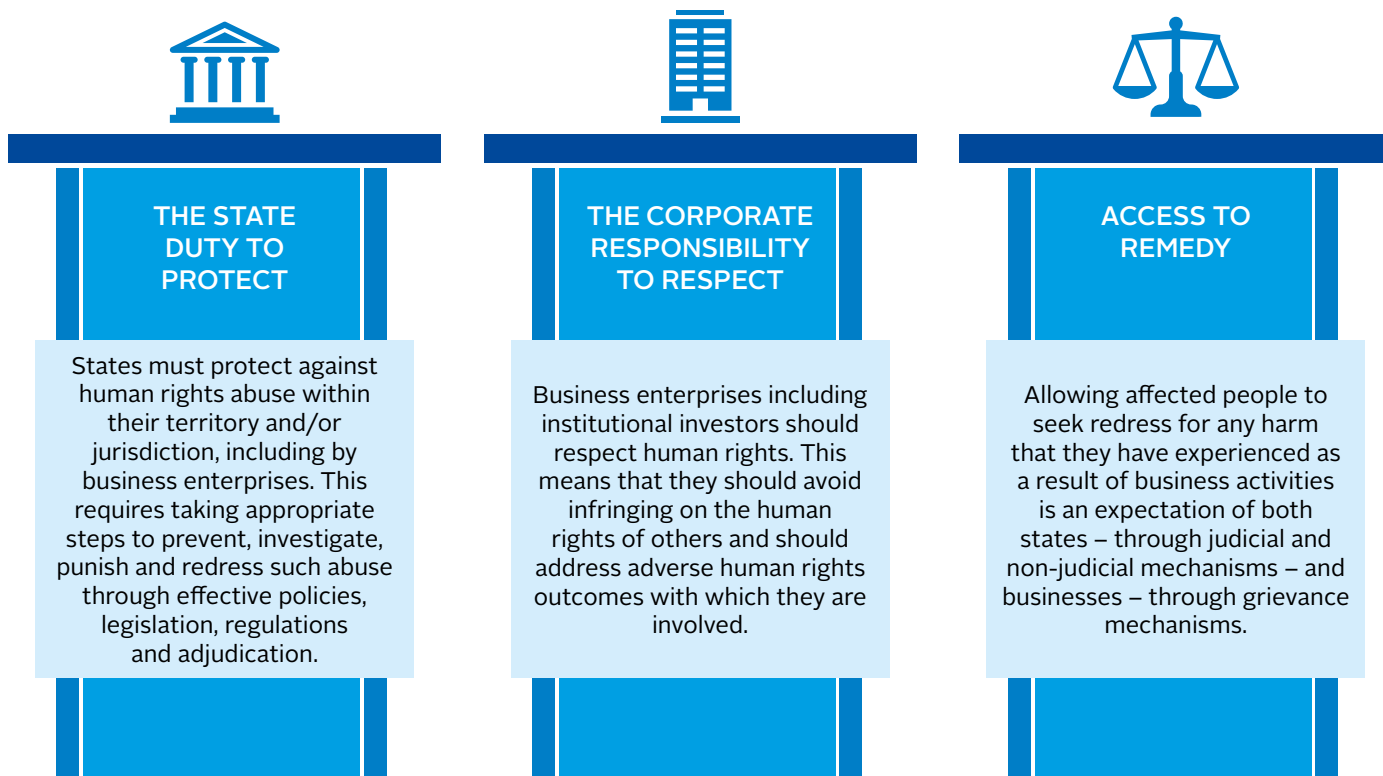 THE STATE
DUTY TO
PROTECT
States must protect against
human rights abuse within
their territory and/or
jurisdiction, including by
business enterprises. This
requires taking appropriate
steps to prevent, investigate,
punish and redress such abuse
through effective policies,
legislation, regulations
and adjudication.
THE CORPORATE
RESPONSIBILITY
TO RESPECT
Business enterprises including
institutional investors should
respect human rights. This
means that they should avoid
infringing on the human
rights of others and should
address adverse human rights
outcomes with which they are
involved.
ACCESS TO
REMEDY
Allowing affected people to
seek redress for any harm
that they have experienced as
a result of business activities
is an expectation of both
states – through judicial and
non-judicial mechanisms – and
businesses – through grievance
mechanisms.